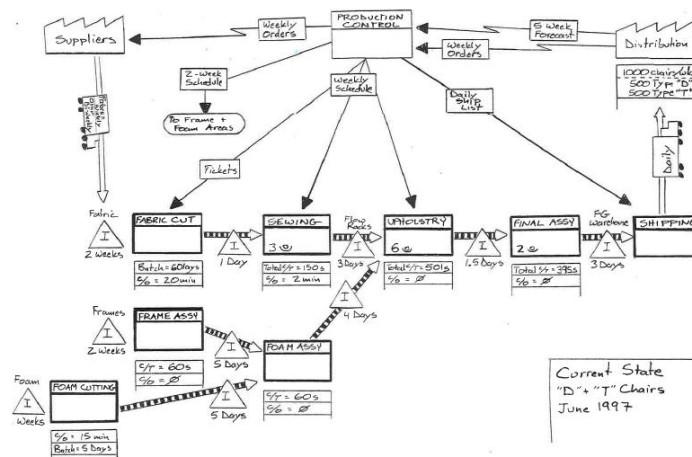 PRODUCTION
CONTROL
Suppliers
Weekly
Orders
5 Week
Forecast
Weekly
Orders
Distribution
1000 Chairs/wk
500 Type "D"
500 Type "T"
2-Week
Schedule
Weekly
Schedule
Daily
Ship
List
To Frame +
Foam Areas
Tickets
Daily
Fabric
I
2 Weeks
FABRIC CUT
I
1 Day
SEWING
3
Flow
Racks
I
3 Days
UPHOLSTRY
6
I
1.5 Days
FINAL ASSY
2
FG
Warehouse
I
3 Days
SHIPPING
Batch = 60 lays
C/O = 20 min
Total C/T = 150s
C/O = 2 min
Total C/T = 501s
C/O = Ø
Total C/T = 395s
C/O = Ø
Frames
I
2 Weeks
FRAME ASSY
I
5 Days
FOAM ASSY
I
4 Days
C/T = 60s
C/O = Ø
Foam
I
Weeks
FOAM CUTTING
I
5 Days
C/T = 60s
C/O = Ø
C/O = 15 min
Batch = 5 Days
Current State
"D" + "T" Chairs
June 1997